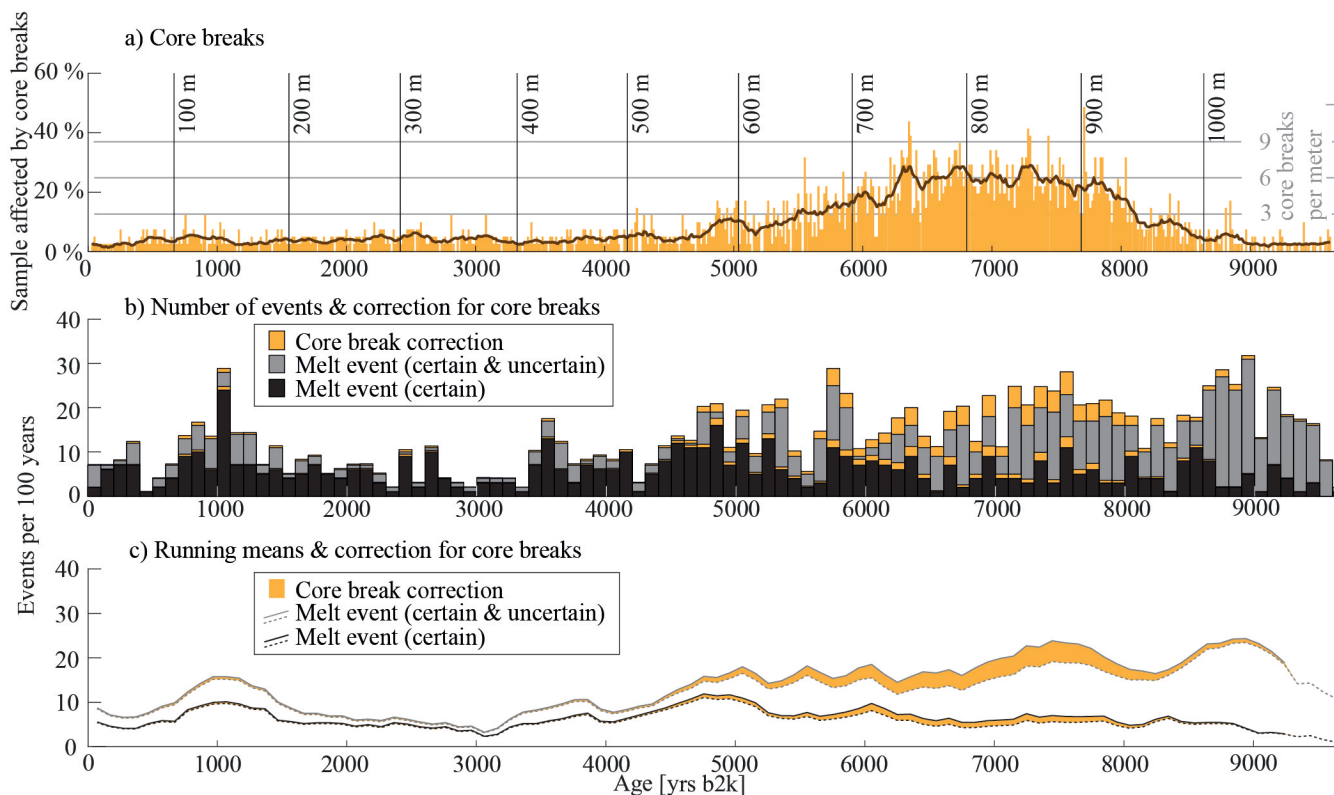 a) Core breaks
Sample affected by core breaks
60 %
40 %
20 %
0 %
100 m
200 m
300 m
400 m
500 m
600 m
700 m
800 m
900 m
1000 m
9
6
3
core breaks
per meter
0 1000 2000 3000 4000 5000 6000 7000 8000 9000
b) Number of events & correction for core breaks
40
30
20
10
0
Core break correction
Melt event (certain & uncertain)
Melt event (certain)
0 1000 2000 3000 4000 5000 6000 7000 8000 9000
Events per 100 years
c) Running means & correction for core breaks
40
30
20
10
0
Core break correction
Melt event (certain & uncertain)
Melt event (certain)
0 1000 2000 3000 4000 5000 6000 7000 8000 9000
Age [yrs b2k]